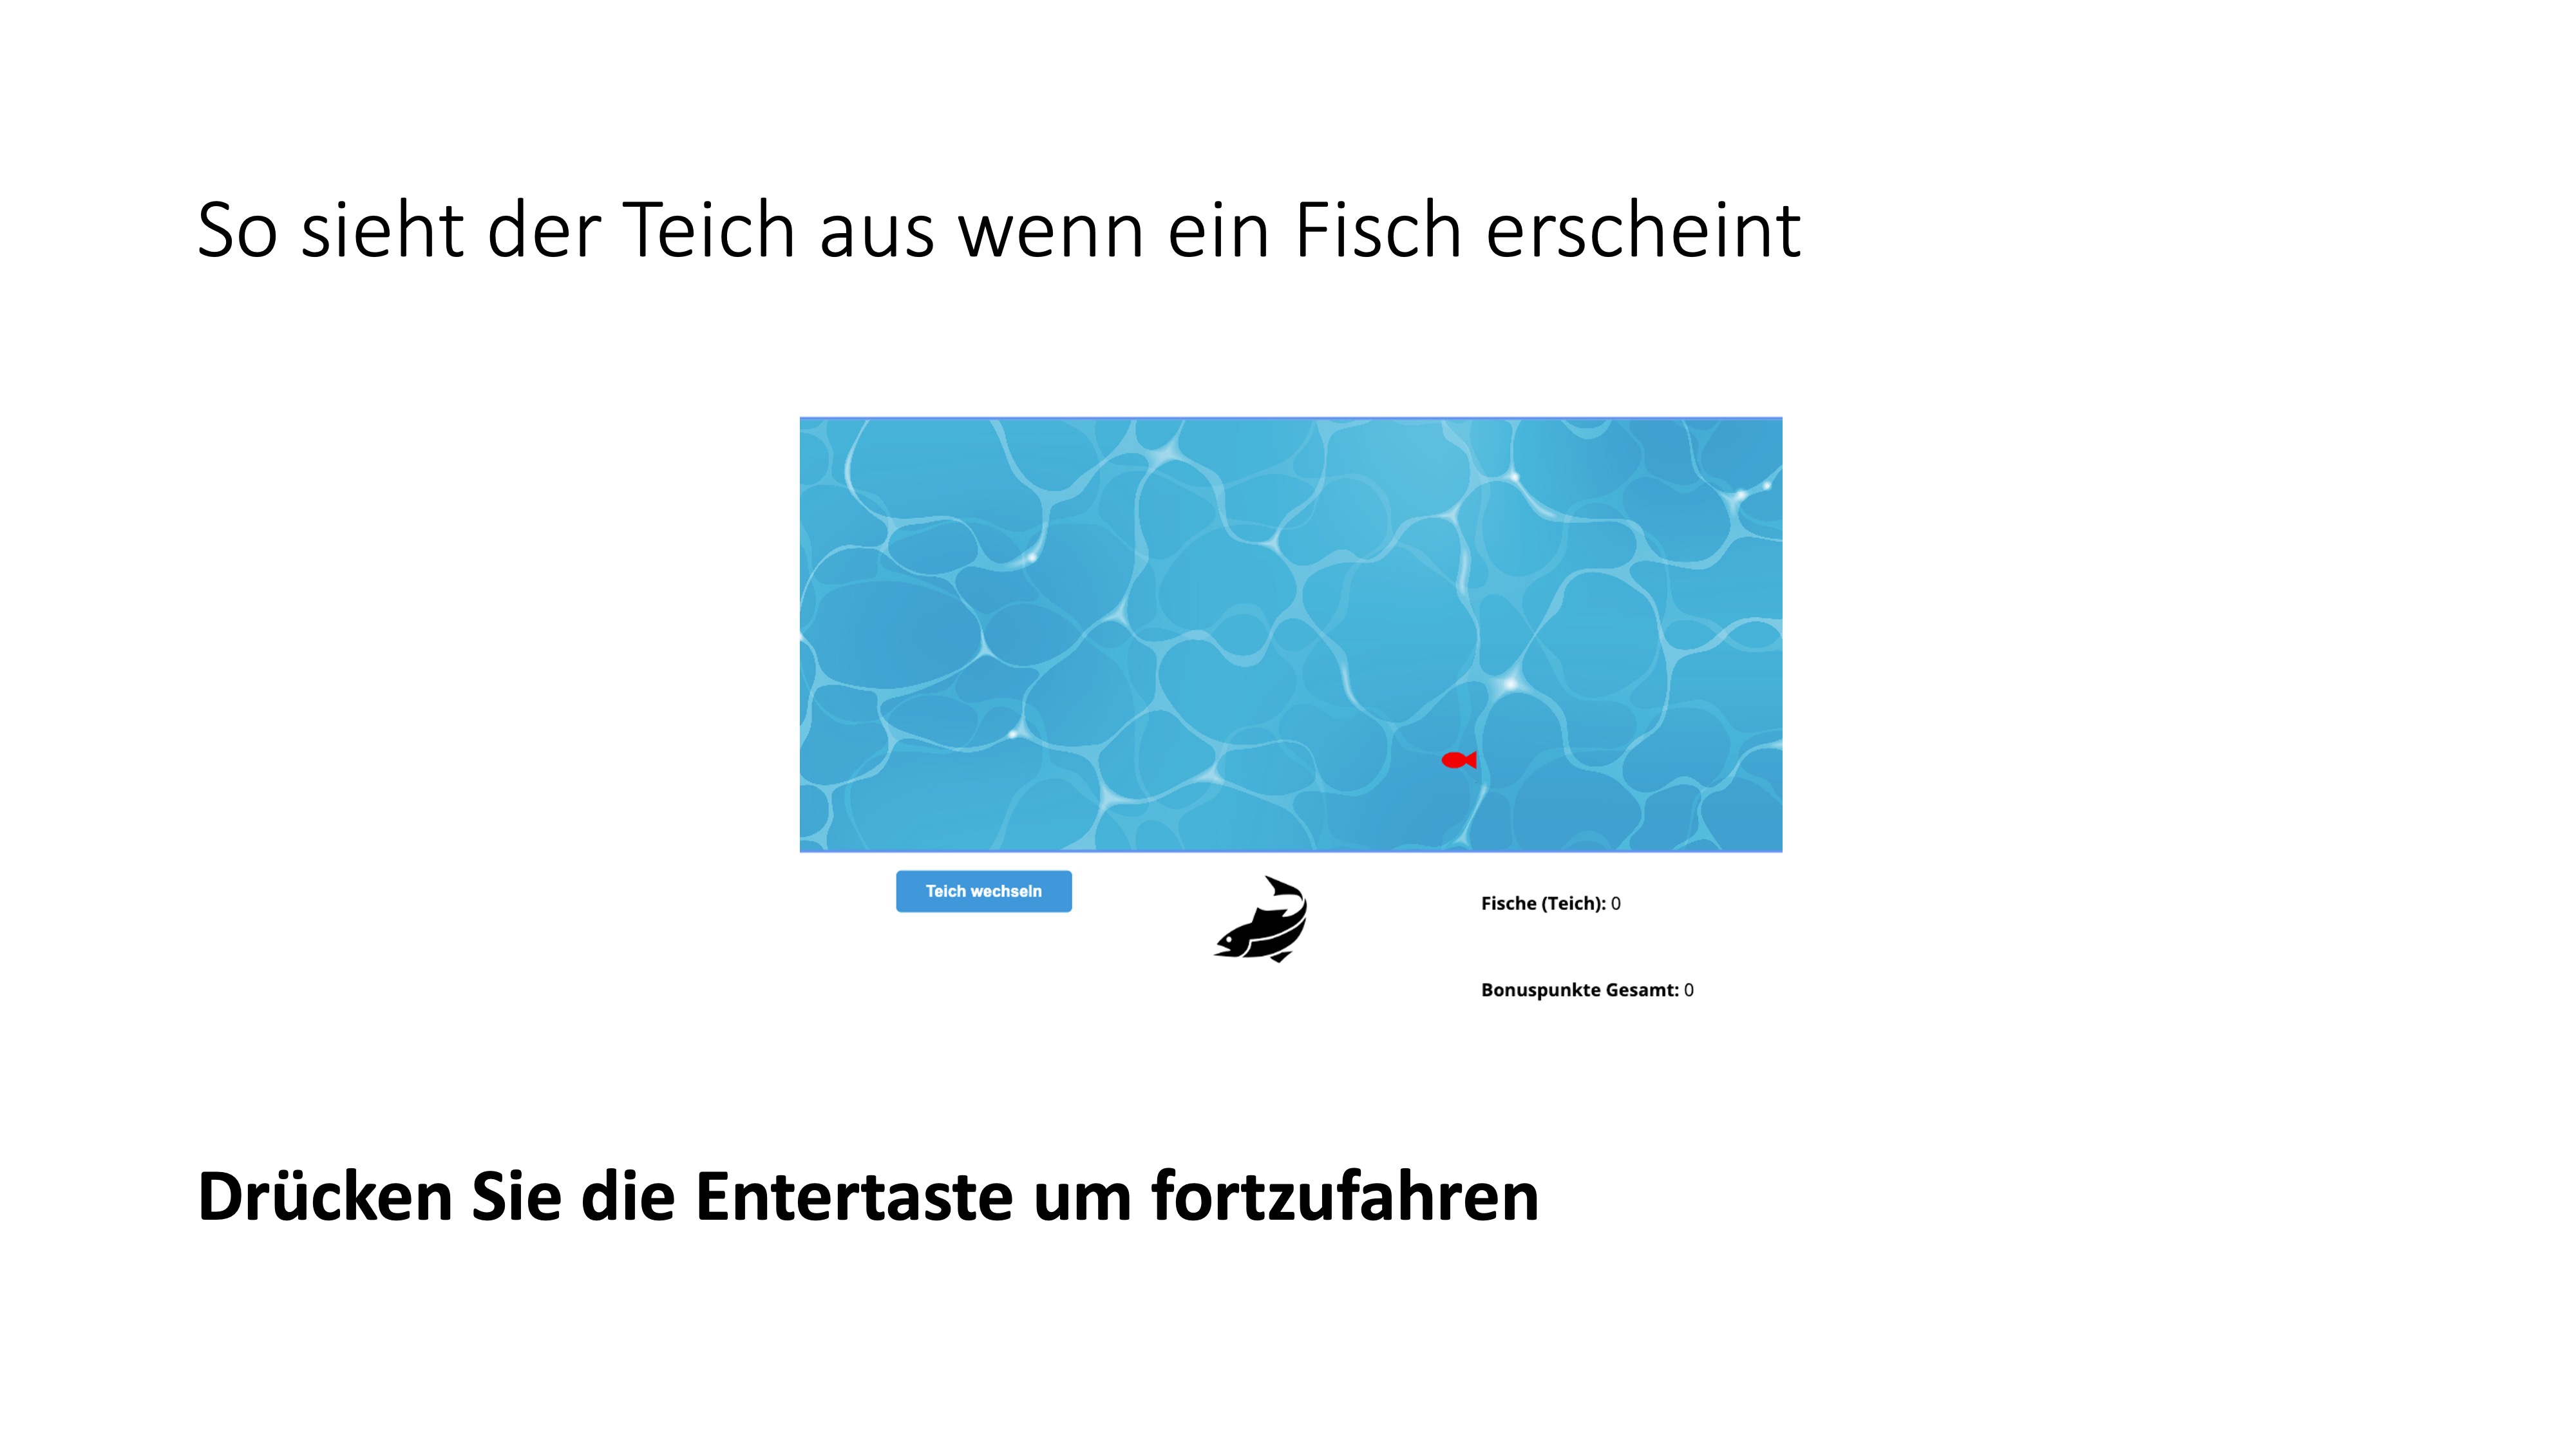 So sieht der Teich aus wenn ein Fisch erscheint
Teich wechseln
Fische (Teich): 0
Bonuspunkte Gesamt: 0
Drücken Sie die Entertaste um fortzufahren